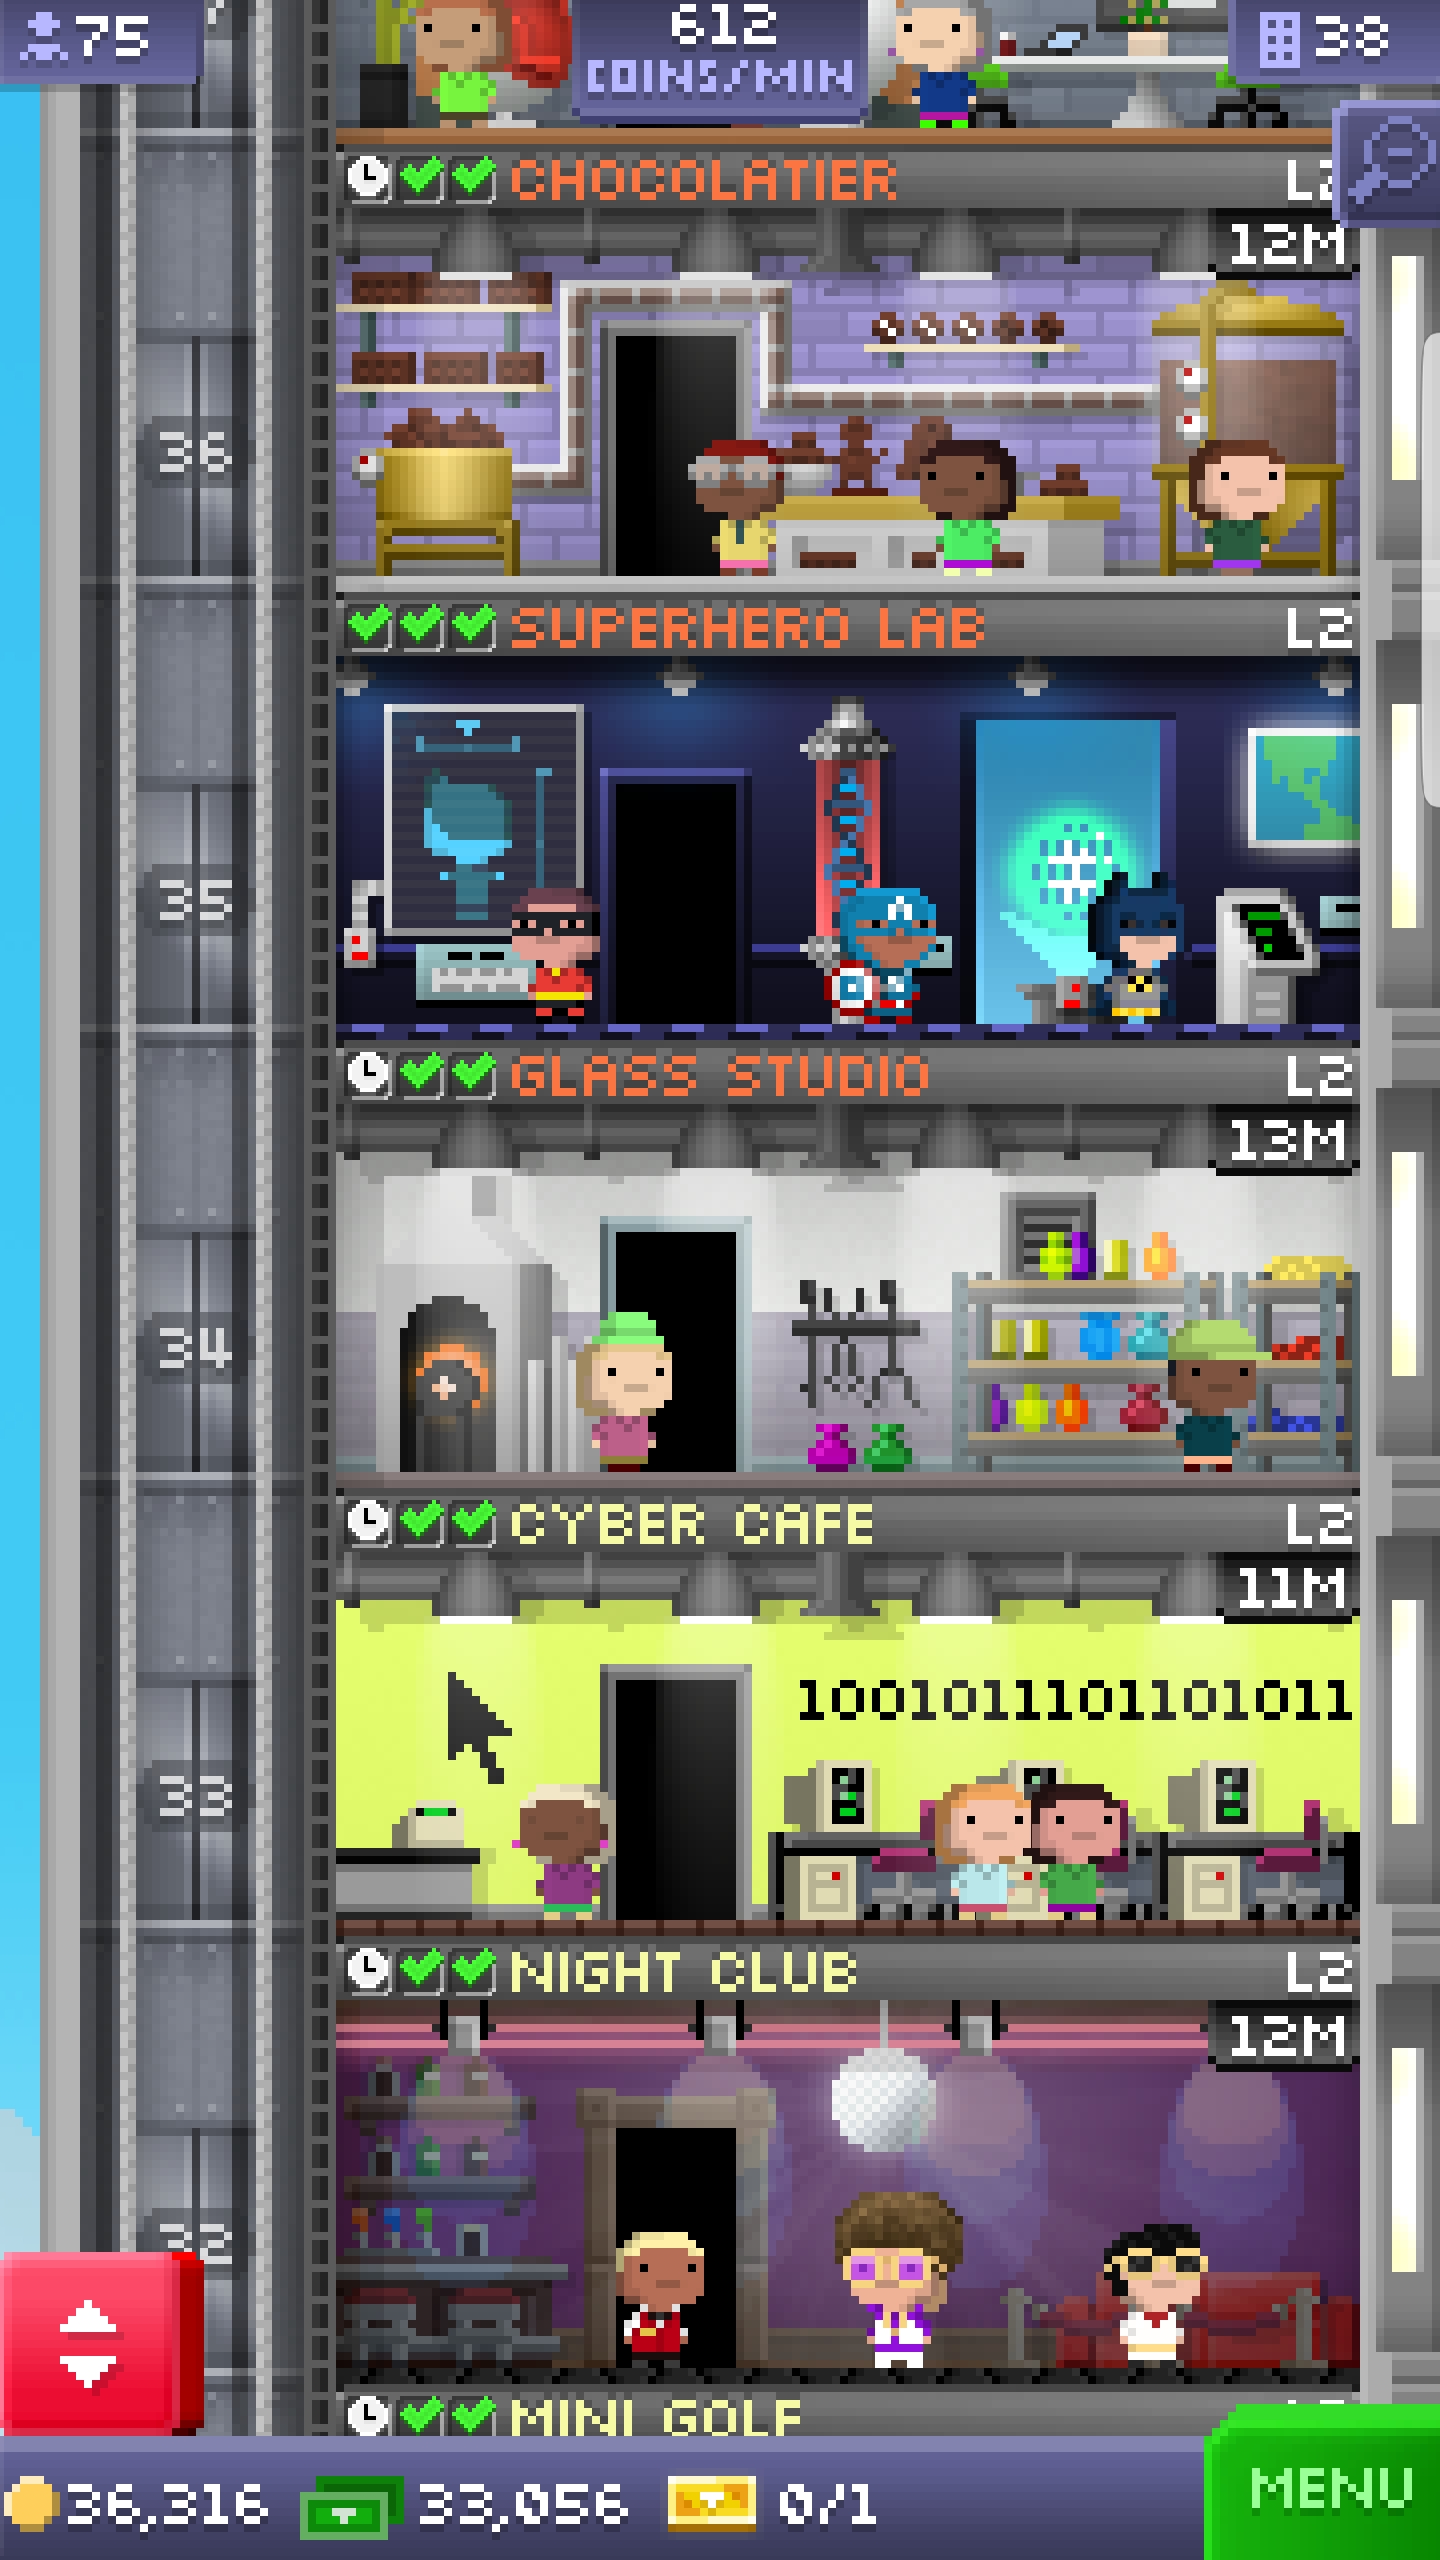 75
612
COINS/MIN
38
CHOCOLATIER
12M
36
SUPERHERO LAB L2
35
GLASS STUDIO L2
13M
34
CYBER CAFE L2
11M
1001011101101011
33
NIGHT CLUB L2
12M
32
MINI GOLF
36,316 33,056 0/1 MENU